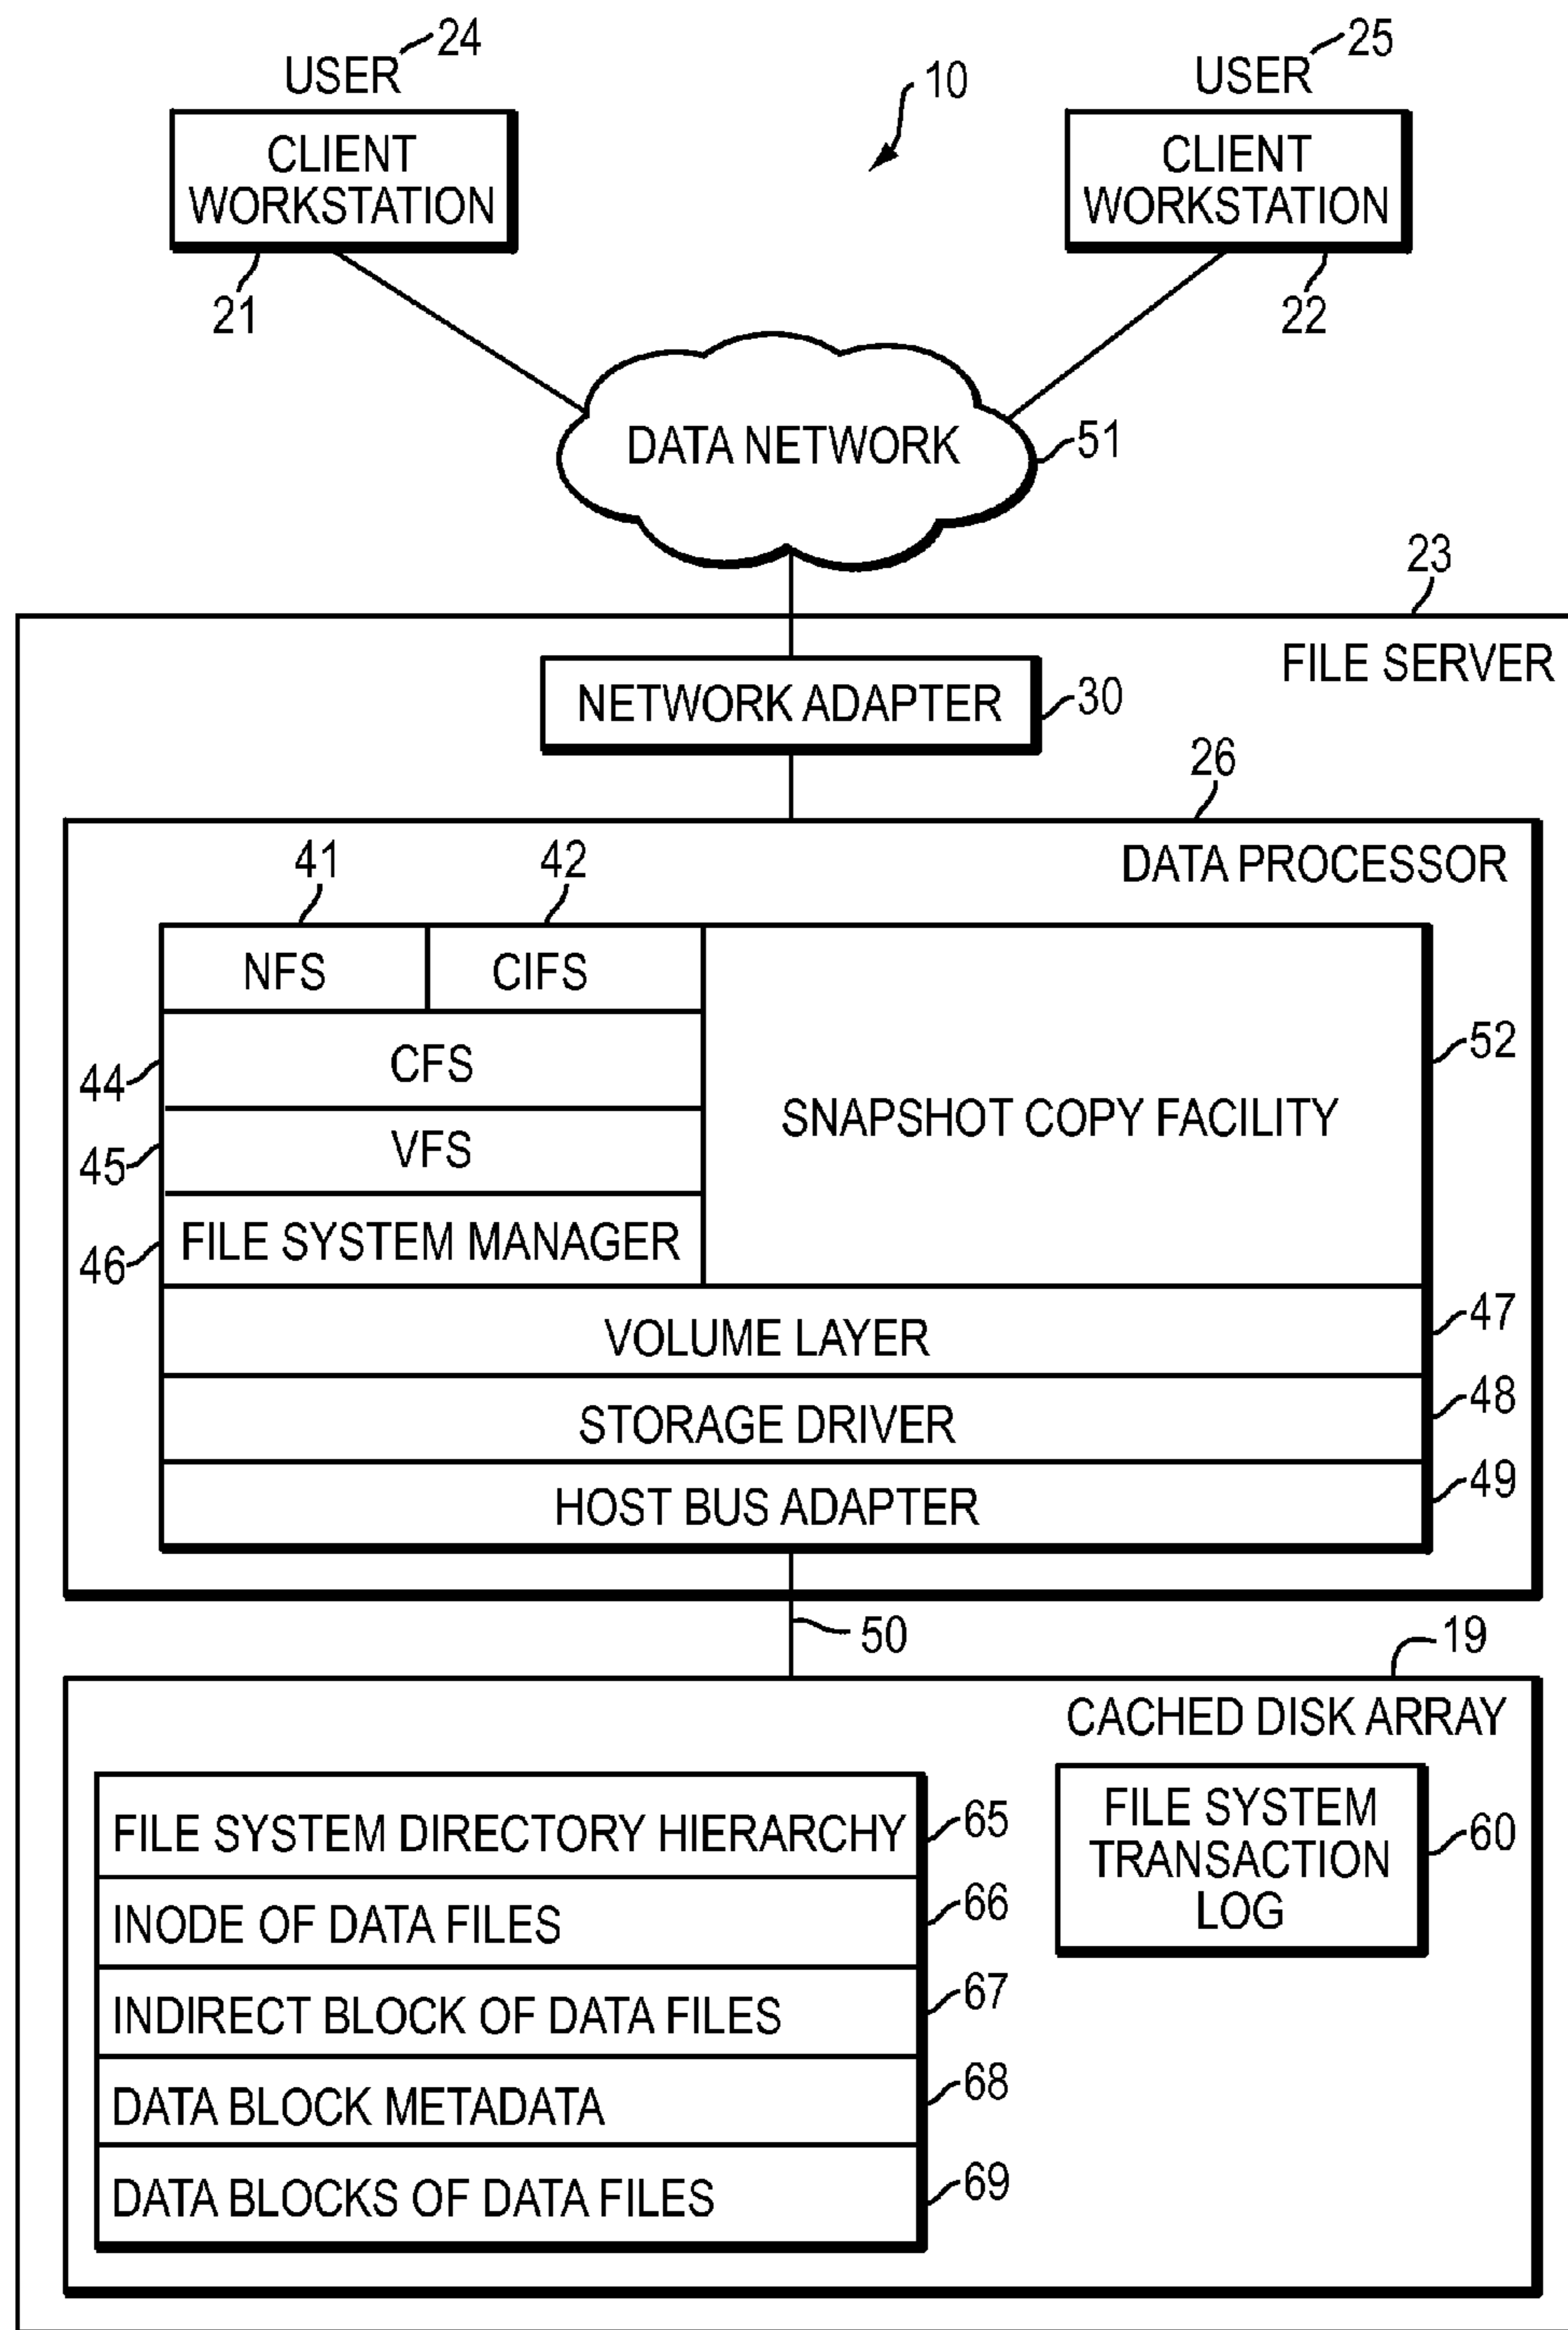 24
25
USER
USER
10
CLIENT
WORKSTATION
CLIENT
WORKSTATION
21
22
DATA NETWORK
51
23
FILE SERVER
NETWORK ADAPTER
30
26
DATA PROCESSOR
41
42
NFS
CIFS
52
44
CFS
SNAPSHOT COPY FACILITY
45
VFS
46
FILE SYSTEM MANAGER
47
VOLUME LAYER
48
STORAGE DRIVER
49
HOST BUS ADAPTER
50
19
CACHED DISK ARRAY
FILE SYSTEM DIRECTORY HIERARCHY
65
FILE SYSTEM
TRANSACTION
LOG
60
INODE OF DATA FILES
66
INDIRECT BLOCK OF DATA FILES
67
DATA BLOCK METADATA
68
DATA BLOCKS OF DATA FILES
69